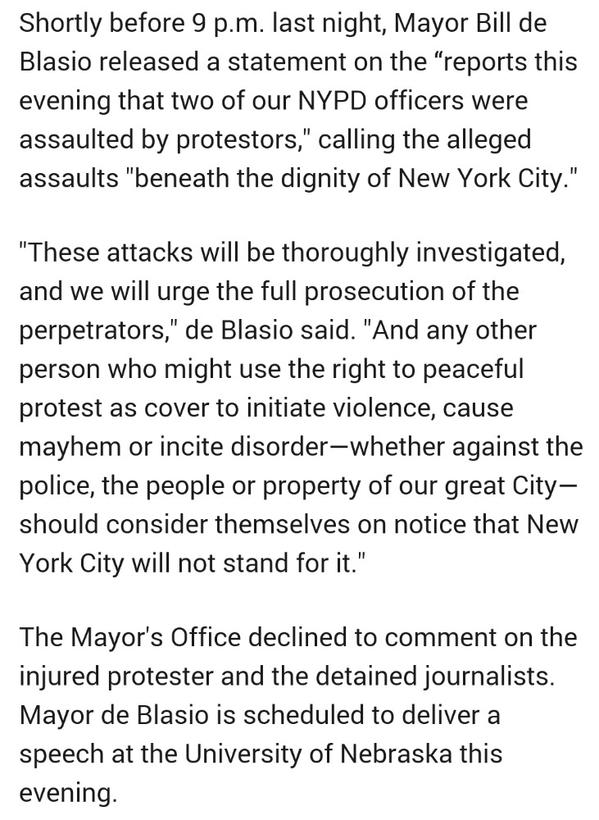 Shortly before 9 p.m. last night, Mayor Bill de
Blasio released a statement on the “reports this
evening that two of our NYPD officers were
assaulted by protestors," calling the alleged
assaults "beneath the dignity of New York City."
"These attacks will be thoroughly investigated,
and we will urge the full prosecution of the
perpetrators," de Blasio said. "And any other
person who might use the right to peaceful
protest as cover to initiate violence, cause
mayhem or incite disorder—whether against the
police, the people or property of our great City—
should consider themselves on notice that New
York City will not stand for it."
The Mayor's Office declined to comment on the
injured protester and the detained journalists.
Mayor de Blasio is scheduled to deliver a
speech at the University of Nebraska this
evening.